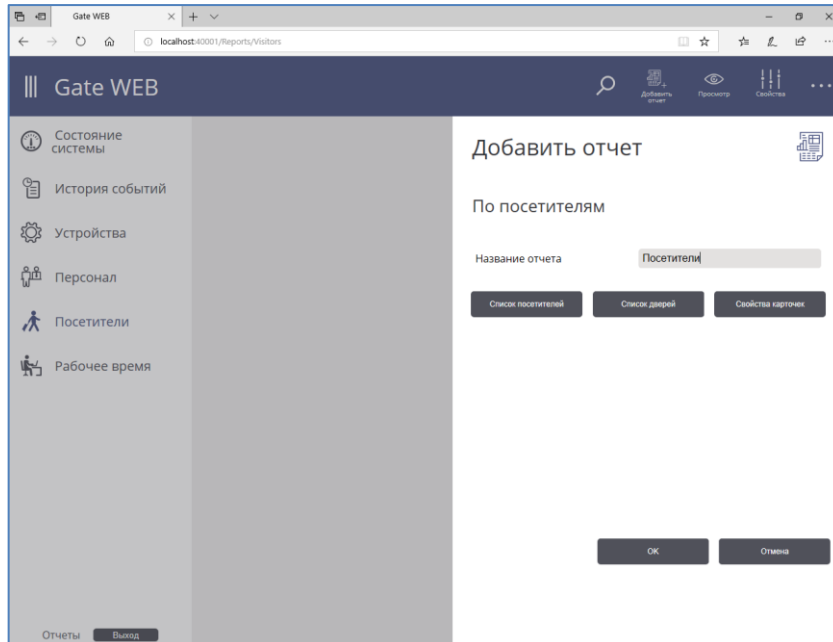 Gate WEB
localhost:40001/Reports/Visitors
Gate WEB
Добавить
отчет
Просмотр
Свойства
Состояние
системы
История событий
Устройства
Персонал
Посетители
Рабочее время
Добавить отчет
По посетителям
Название отчета
Посетители
Список посетителей
Список дверей
Свойства карточек
OK
Отмена
Отчеты
Выход